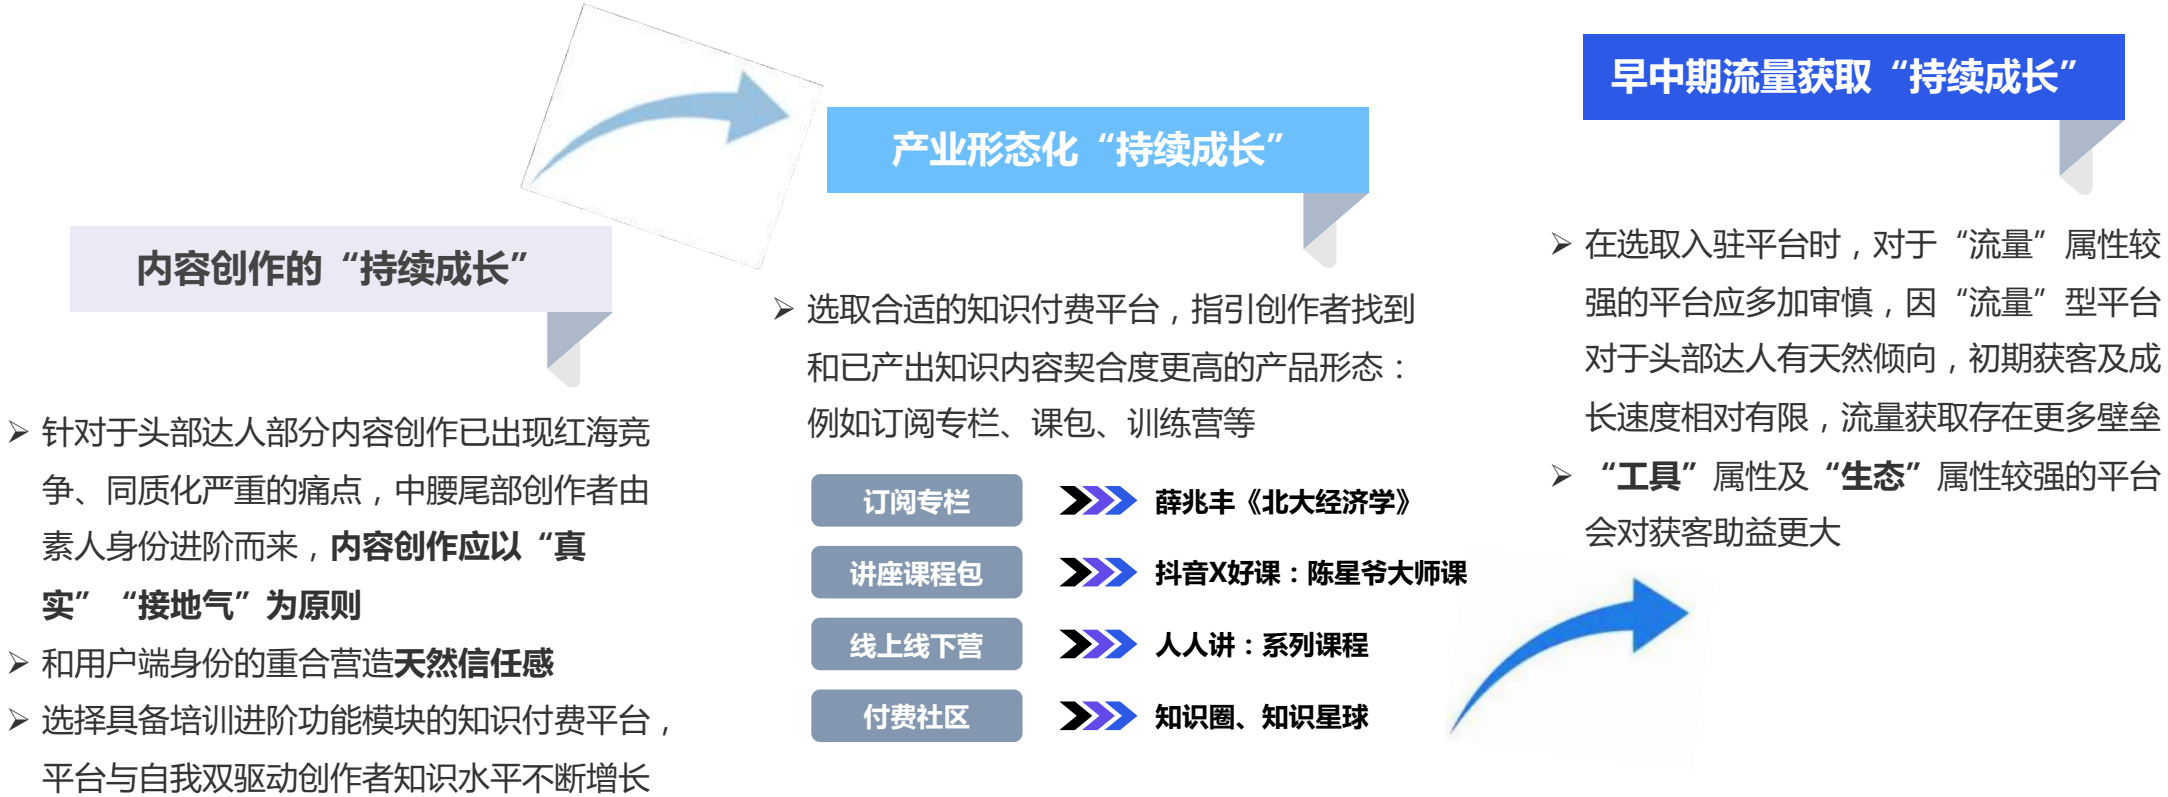 内容创作的“持续成长”
➢ 针对于头部达人部分内容创作已出现红海竞
争、同质化严重的痛点，中腰尾部创作者由
素人身份进阶而来，内容创作应以“真
实”“接地气”为原则
➢ 和用户端身份的重合营造天然信任感
➢ 选择具备培训进阶功能模块的知识付费平台，
平台与自我双驱动创作者知识水平不断增长
产业形态化“持续成长”
➢ 选取合适的知识付费平台，指引创作者找到
和已产出知识内容契合度更高的产品形态：
例如订阅专栏、课包、训练营等
订阅专栏 薛兆丰《北大经济学》
讲座课程包 抖音X好课：陈星爷大师课
线上线下营 人人讲：系列课程
付费社区 知识圈、知识星球
早中期流量获取“持续成长”
➢ 在选取入驻平台时，对于“流量”属性较
强的平台应多加审慎，因“流量”型平台
对于头部达人有天然倾向，初期获客及成
长速度相对有限，流量获取存在更多壁垒
➢ “工具”属性及“生态”属性较强的平台
会对获客助益更大